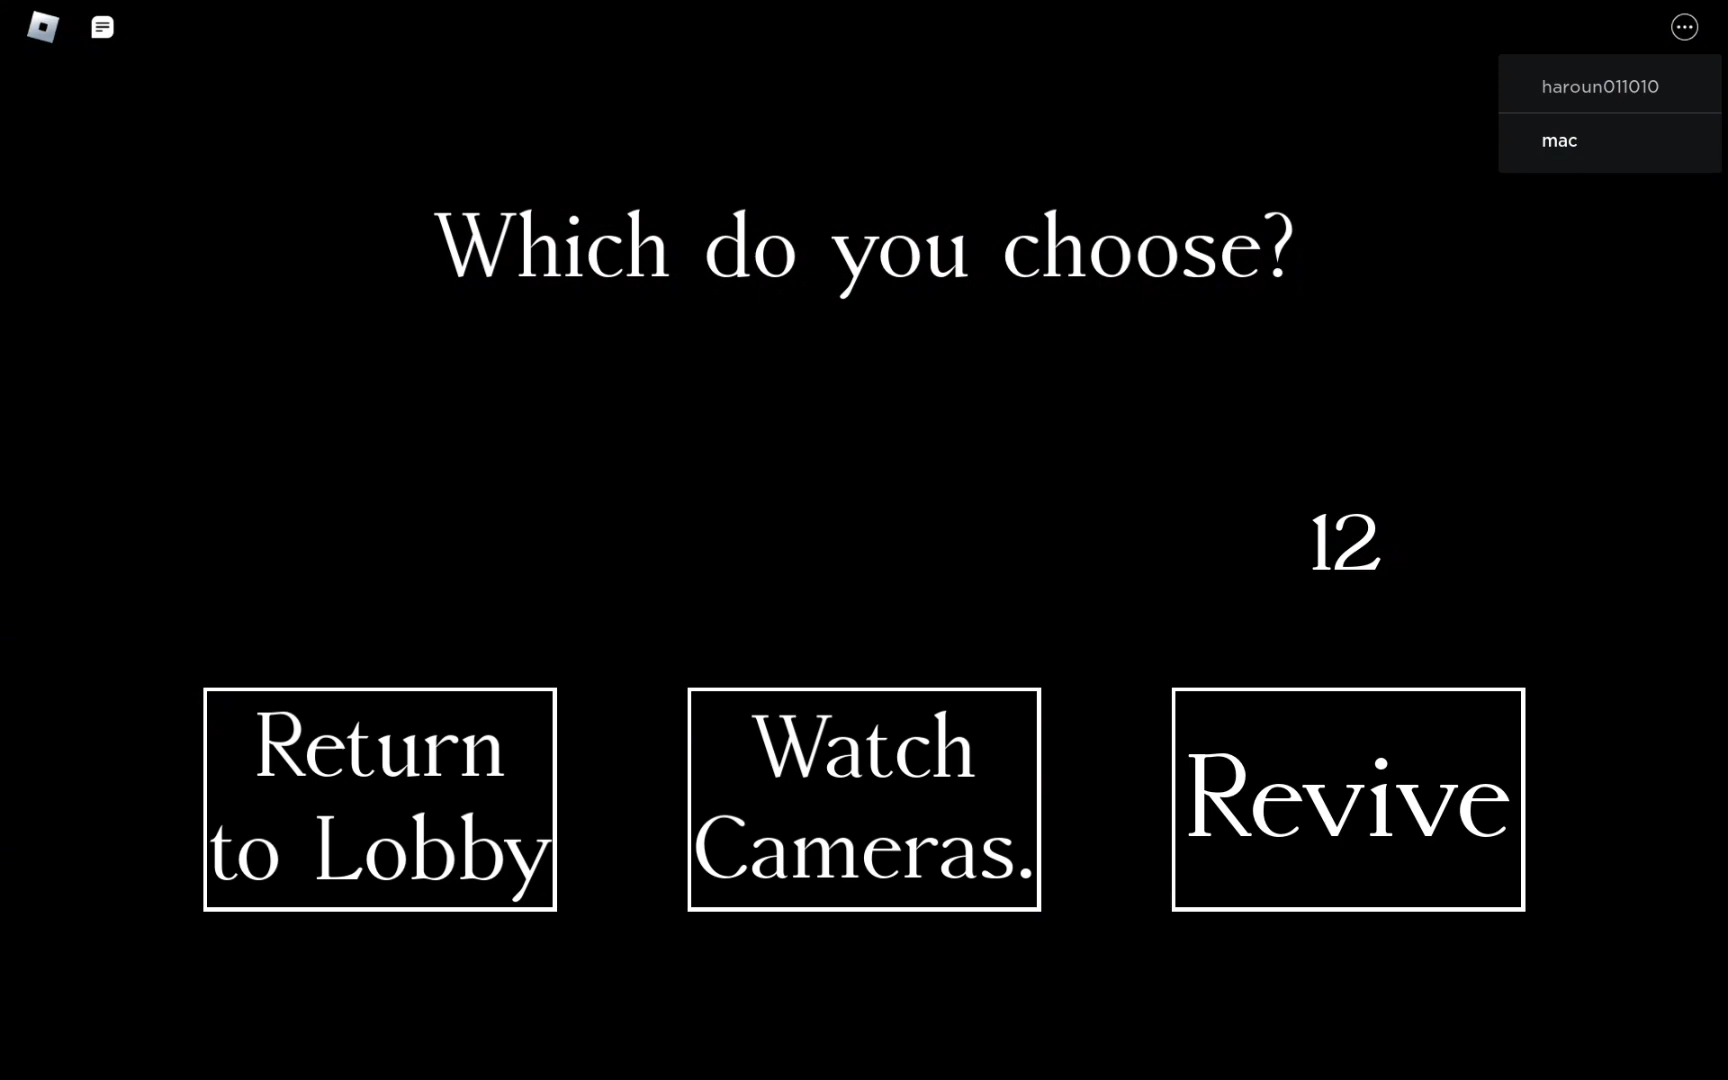 haroun011010
mac
Which do you choose?
12
Return
to Lobby
Watch
Cameras.
Revive